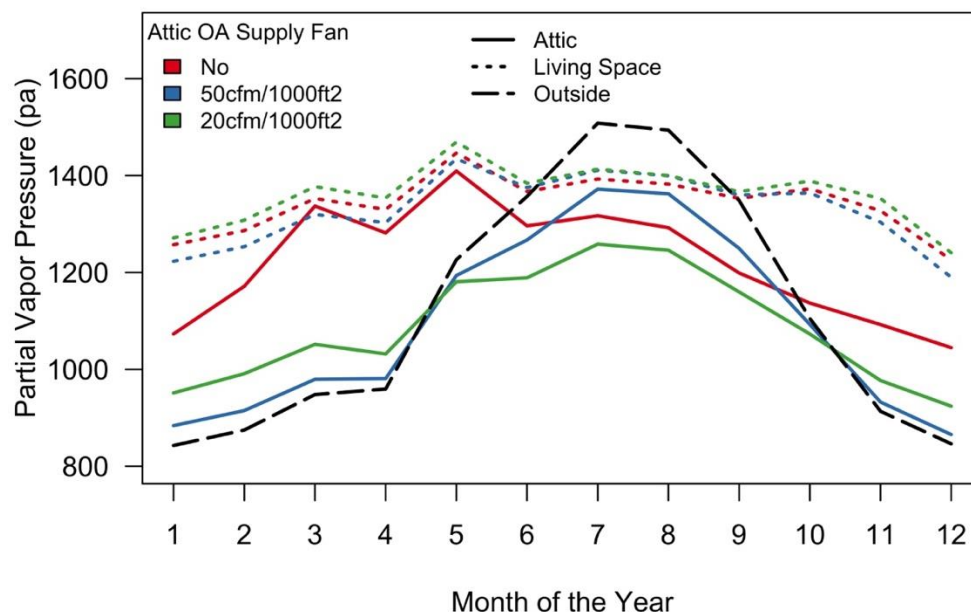 Attic OA Supply Fan
No
50cfm/1000ft2
20cfm/1000ft2
Attic
Living Space
Outside
Partial Vapor Pressure (pa)
1600
1400
1200
1000
800
1 2 3 4 5 6 7 8 9 10 11 12
Month of the Year